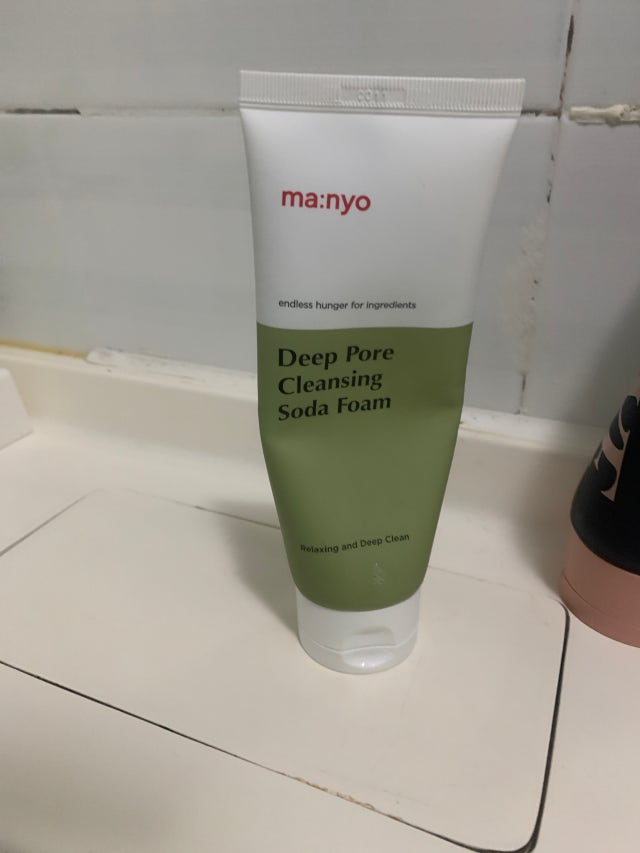 ma:nyo
endless hunger for ingredients
Deep Pore
Cleansing
Soda Foam
Relaxing and Deep Clean